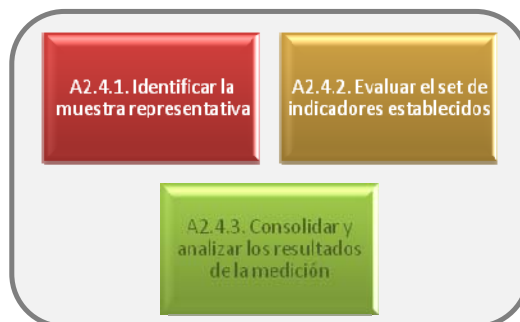 A2.4.1. Identificar la
muestra representativa
A2.4.2. Evaluar el set de
indicadores establecidos
A2.4.3. Consolidar y
analizar los resultados
de la medición